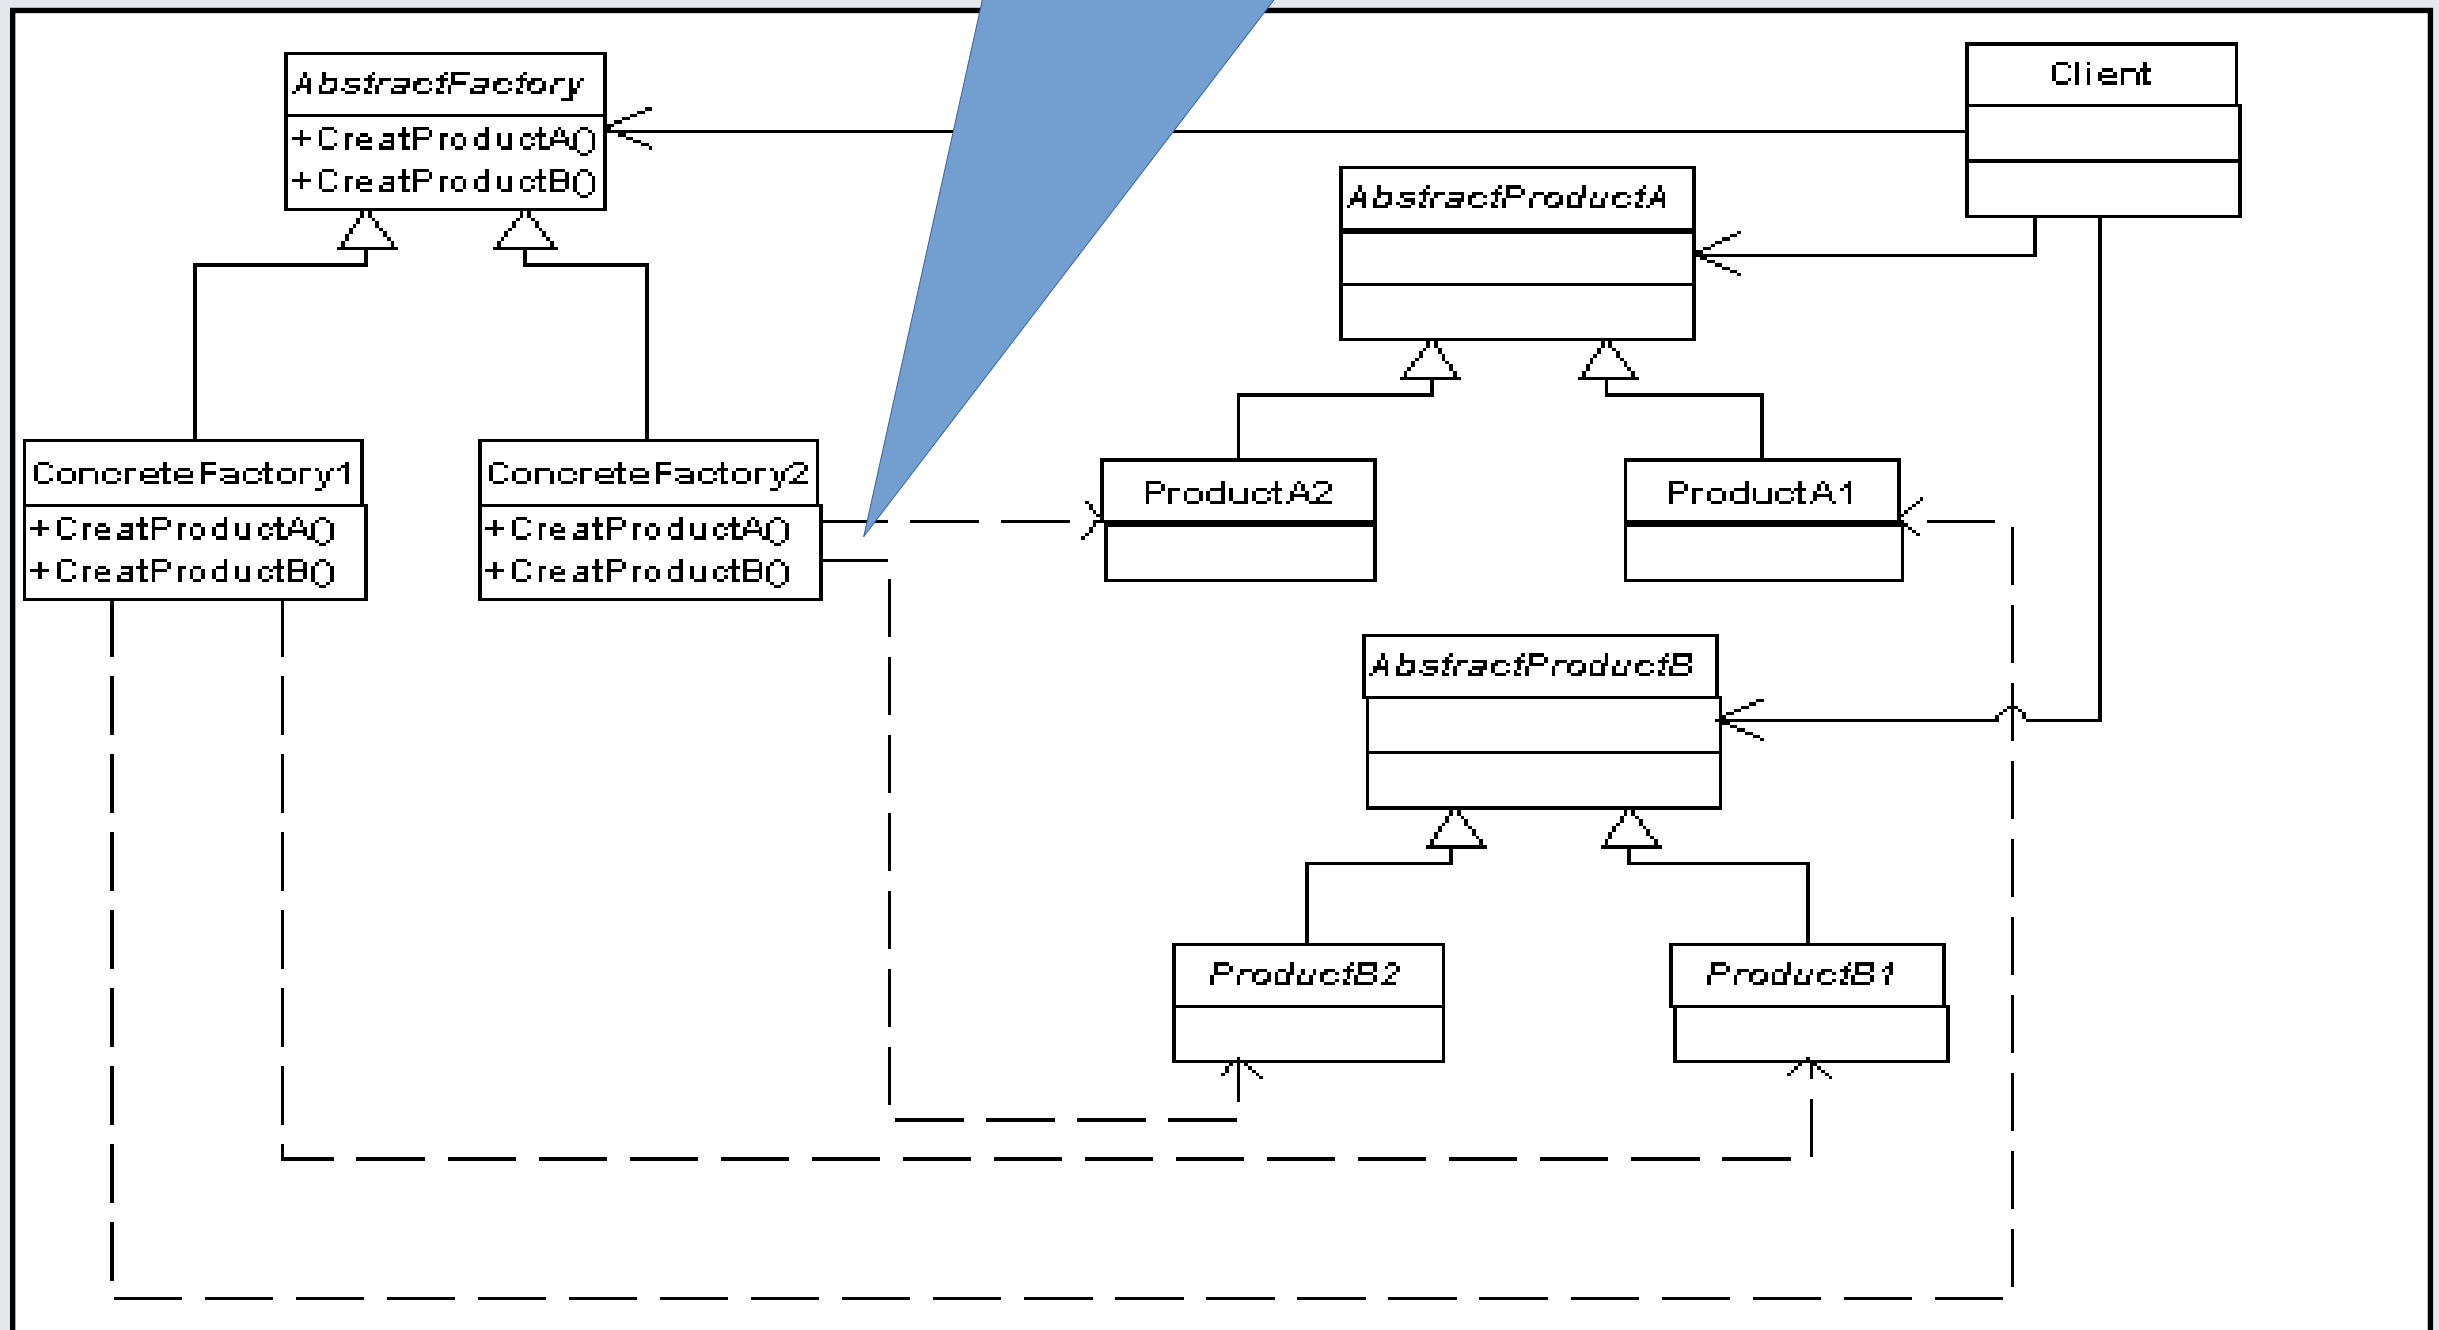 AbstractFactory
+CreatProductA()
+CreatProductB()
Client
AbstractProductA
ConcreteFactory1
+CreatProductA()
+CreatProductB()
ConcreteFactory2
+CreatProductA()
+CreatProductB()
ProductA2
ProductA1
AbstractProductB
ProductB2
ProductB1